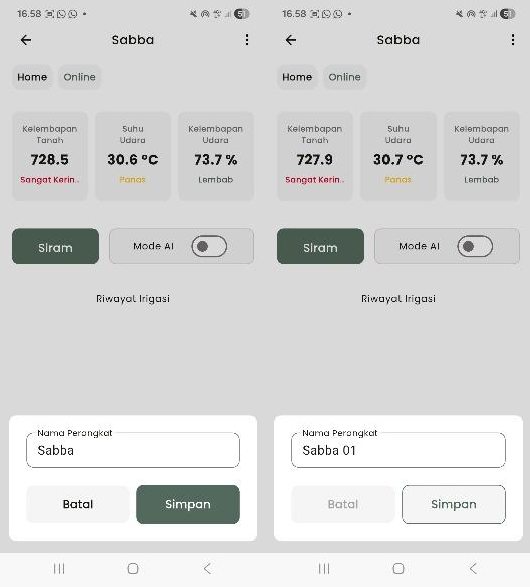 16.58
Sabba
Home Online
Kelembapan Tanah
728.5
Sangat Kerin..
Suhu Udara
30.6 °C
Panas
Kelembapan Udara
73.7 %
Lembab
Siram
Mode AI
Riwayat Irigasi
Nama Perangkat
Sabba
Batal Simpan
16.58
Sabba
Home Online
Kelembapan Tanah
727.9
Sangat Kerin..
Suhu Udara
30.7 °C
Panas
Kelembapan Udara
73.7 %
Lembab
Siram
Mode AI
Riwayat Irigasi
Nama Perangkat
Sabba 01
Batal Simpan